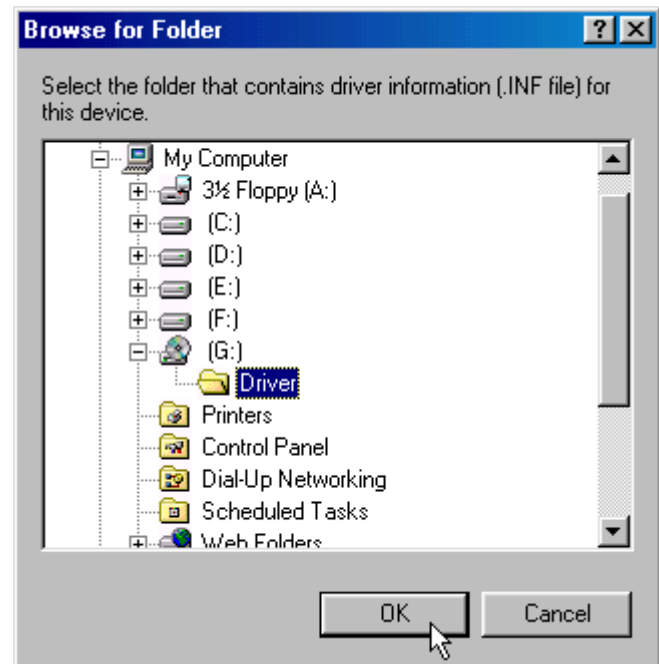 Browse for Folder
Select the folder that contains driver information (.INF file) for
this device.
My Computer
3½ Floppy (A:)
(C:)
(D:)
(E:)
(F:)
(G:)
Driver
Printers
Control Panel
Dial-Up Networking
Scheduled Tasks
Web Folders
OK
Cancel